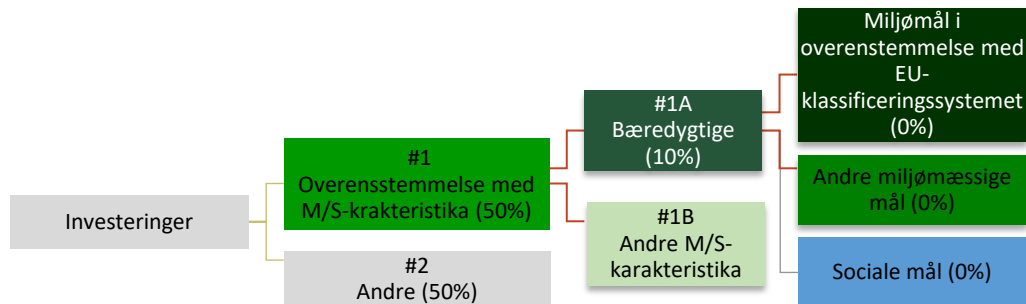 Investeringer
#1
Overensstemmelse med
M/S-krakteristika (50%)
#2
Andre (50%)
#1A
Bæredygtige
(10%)
#1B
Andre M/S-
karakteristika
Miljømål i
overenstemmelse med
EU-
klassificeringssystemet
(0%)
Andre miljømæssige
mål (0%)
Sociale mål (0%)